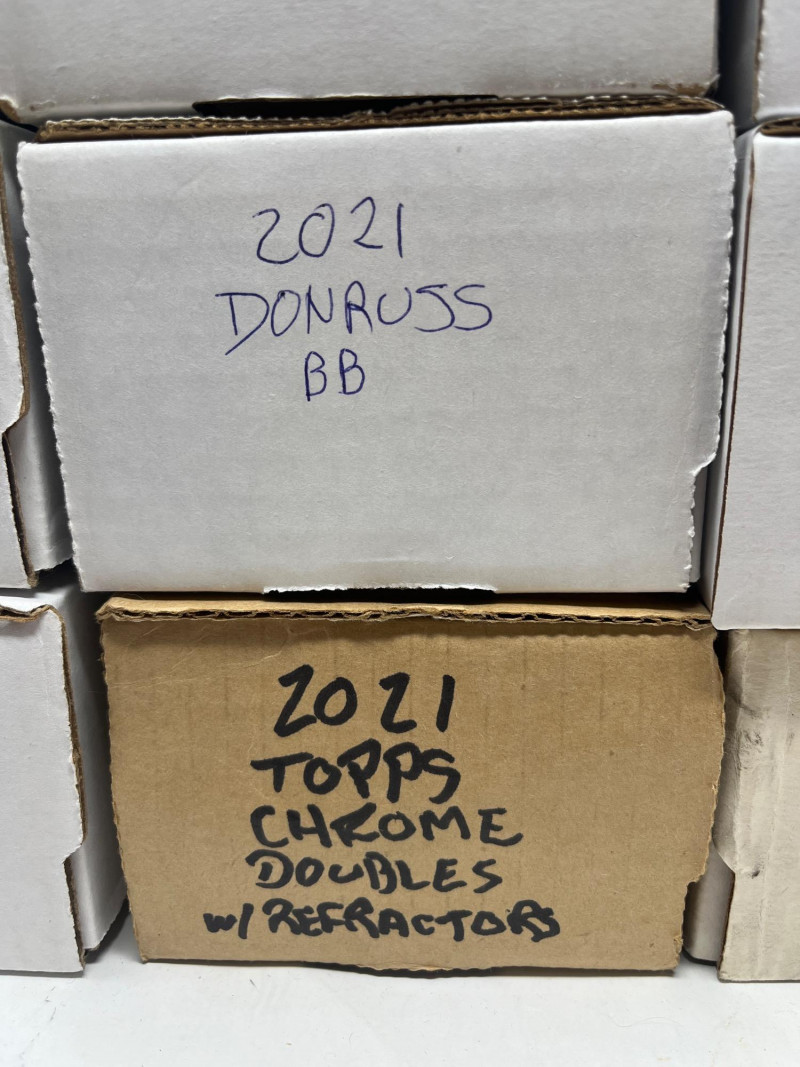 2021
DONRUSS
BB
2021
TOPPS
CHROME
DOUBLES
w/ REFRACTORS